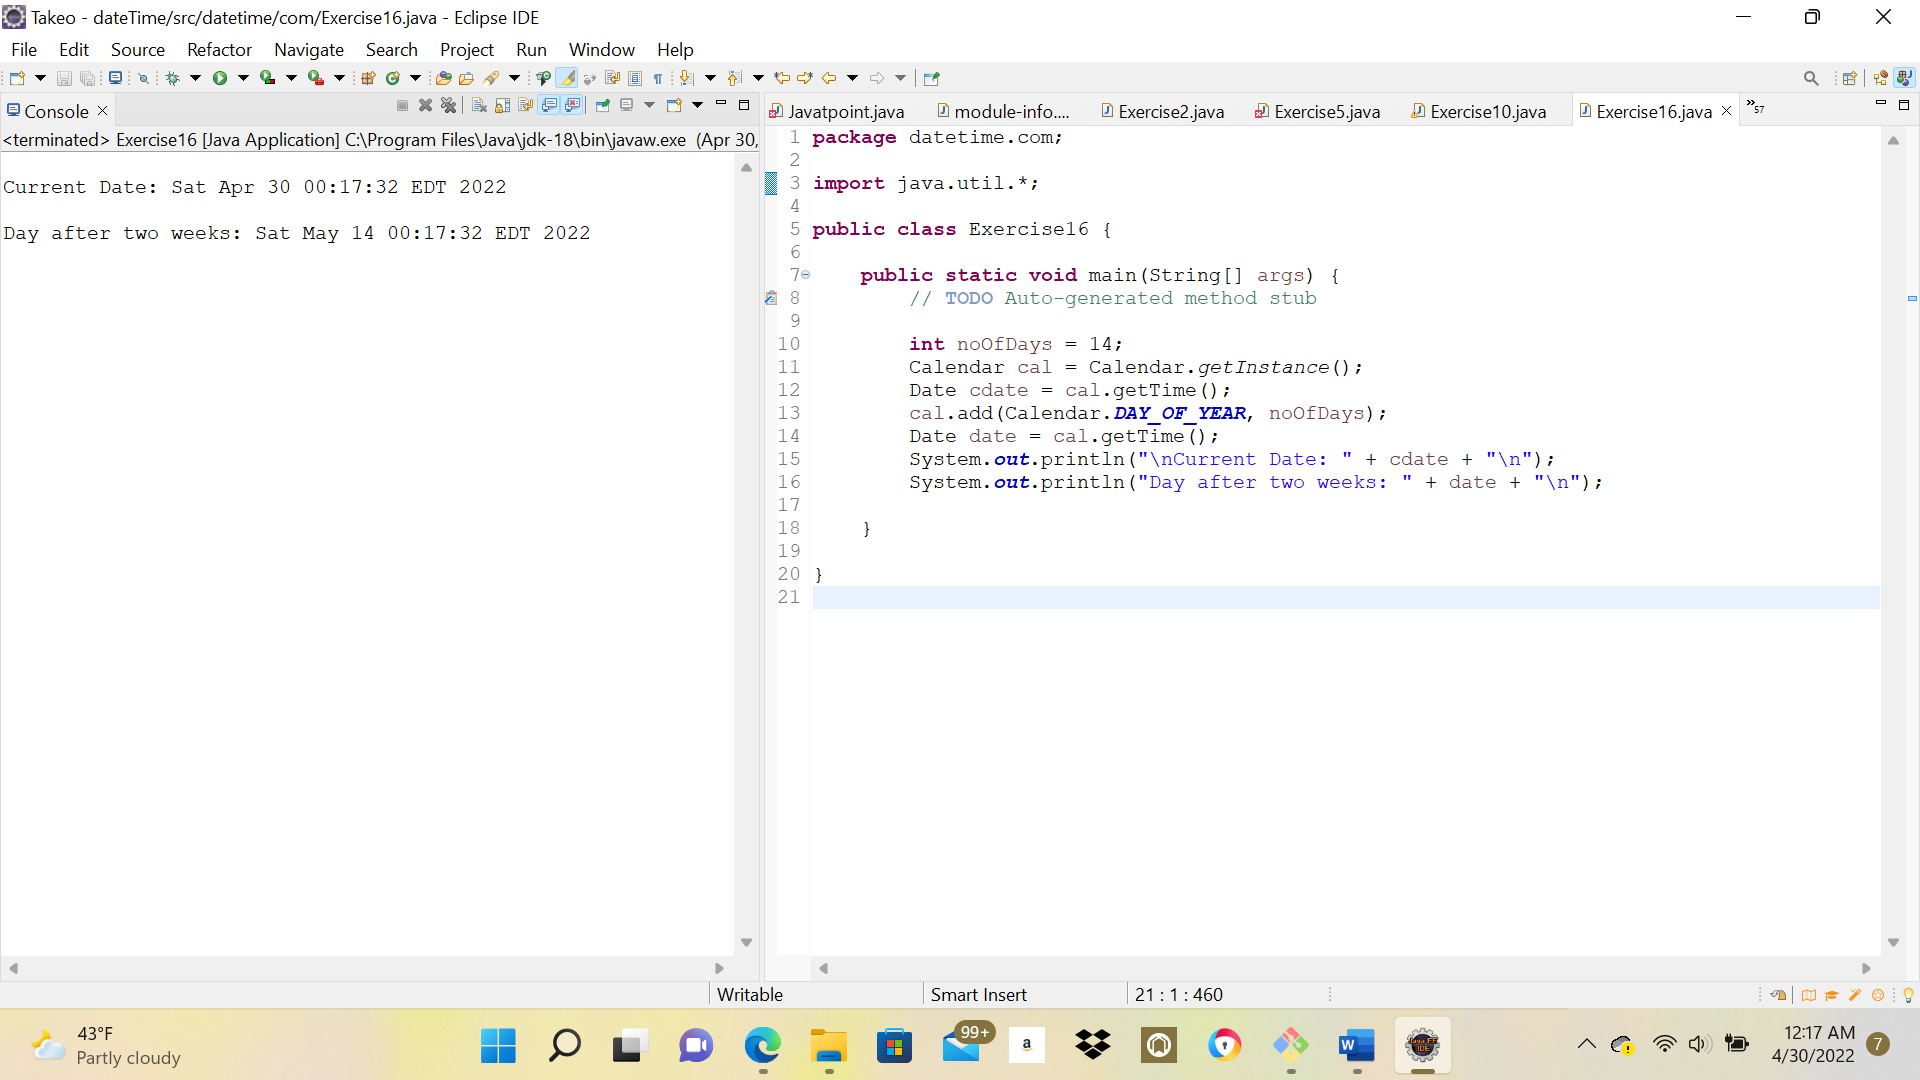 Takeo - dateTime/src/datetime/com/Exercise16.java - Eclipse IDE
File Edit Source Refactor Navigate Search Project Run Window Help
Console
<terminated> Exercise16 [Java Application] C:\Program Files\Java\jdk-18\bin\javaw.exe (Apr 30,
Current Date: Sat Apr 30 00:17:32 EDT 2022
Day after two weeks: Sat May 14 00:17:32 EDT 2022
Javatpoint.java module-info.... Exercise2.java Exercise5.java Exercise10.java Exercise16.java »57
1 package datetime.com;
2
3 import java.util.*;
4
5 public class Exercise16 {
6
7 public static void main(String[] args) {
8 // TODO Auto-generated method stub
9
10 int noOfDays = 14;
11 Calendar cal = Calendar.getInstance();
12 Date cdate = cal.getTime();
13 cal.add(Calendar.DAY_OF_YEAR, noOfDays);
14 Date date = cal.getTime();
15 System.out.println("\nCurrent Date: " + cdate + "\n");
16 System.out.println("Day after two weeks: " + date + "\n");
17
18 }
19
20 }
21
Writable Smart Insert 21 : 1 : 460
43°F
Partly cloudy
99+
a
W
12:17 AM
4/30/2022
7